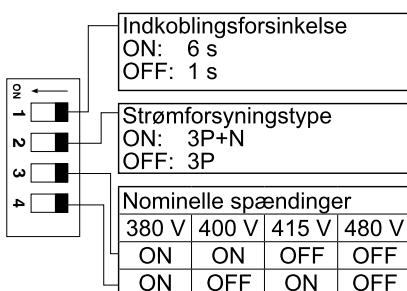 Indkoblingsforsinkelse
ON: 6 s
OFF: 1 s
Strømforsyningstype
ON: 3P+N
OFF: 3P
Nominelle spændinger
380 V 400 V 415 V 480 V
ON ON OFF OFF
ON OFF ON OFF
ON
1
2
3
4